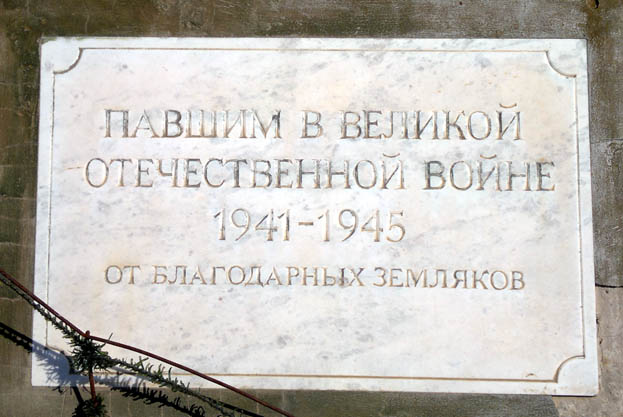 ПАВШИМ В ВЕЛИКОЙ
ОТЕЧЕСТВЕННОЙ ВОЙНЕ
1941-1945
ОТ БЛАГОДАРНЫХ ЗЕМЛЯКОВ